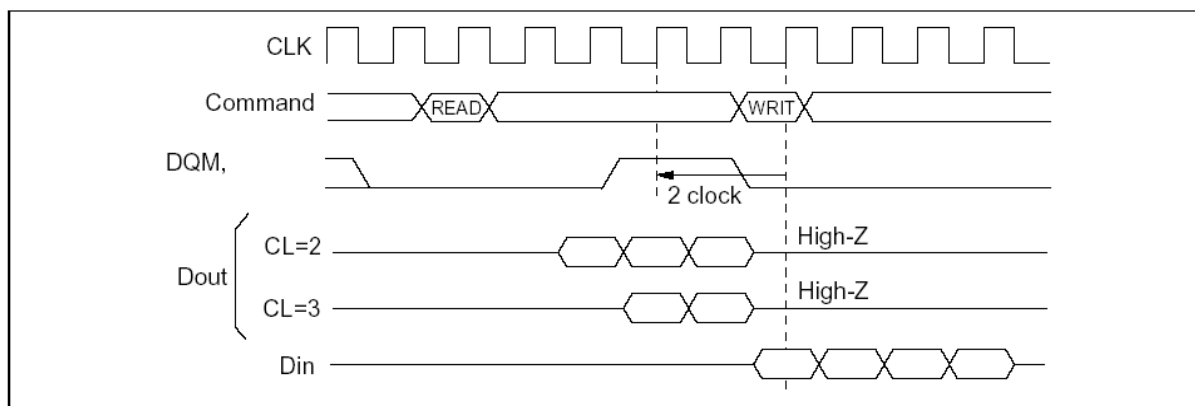 CLK
Command
READ
WRIT
DQM,
2 clock
CL=2
High-Z
Dout
CL=3
High-Z
Din